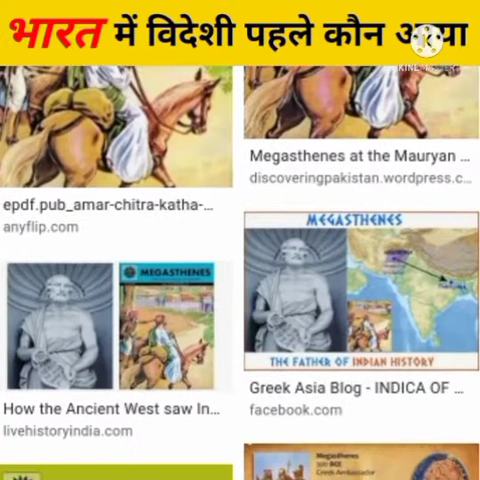 भारत में विदेशी पहले कौन आया
epdf.pub_amar-chitra-katha-...
anyflip.com
Megasthenes at the Mauryan ...
discoveringpakistan.wordpress.c...
MEGASTHENES
MEGASTHENES
THE FATHER OF INDIAN HISTORY
How the Ancient West saw In...
livehistoryindia.com
Greek Asia Blog - INDICA OF ...
facebook.com
Megasthenes
Greek Ambassador